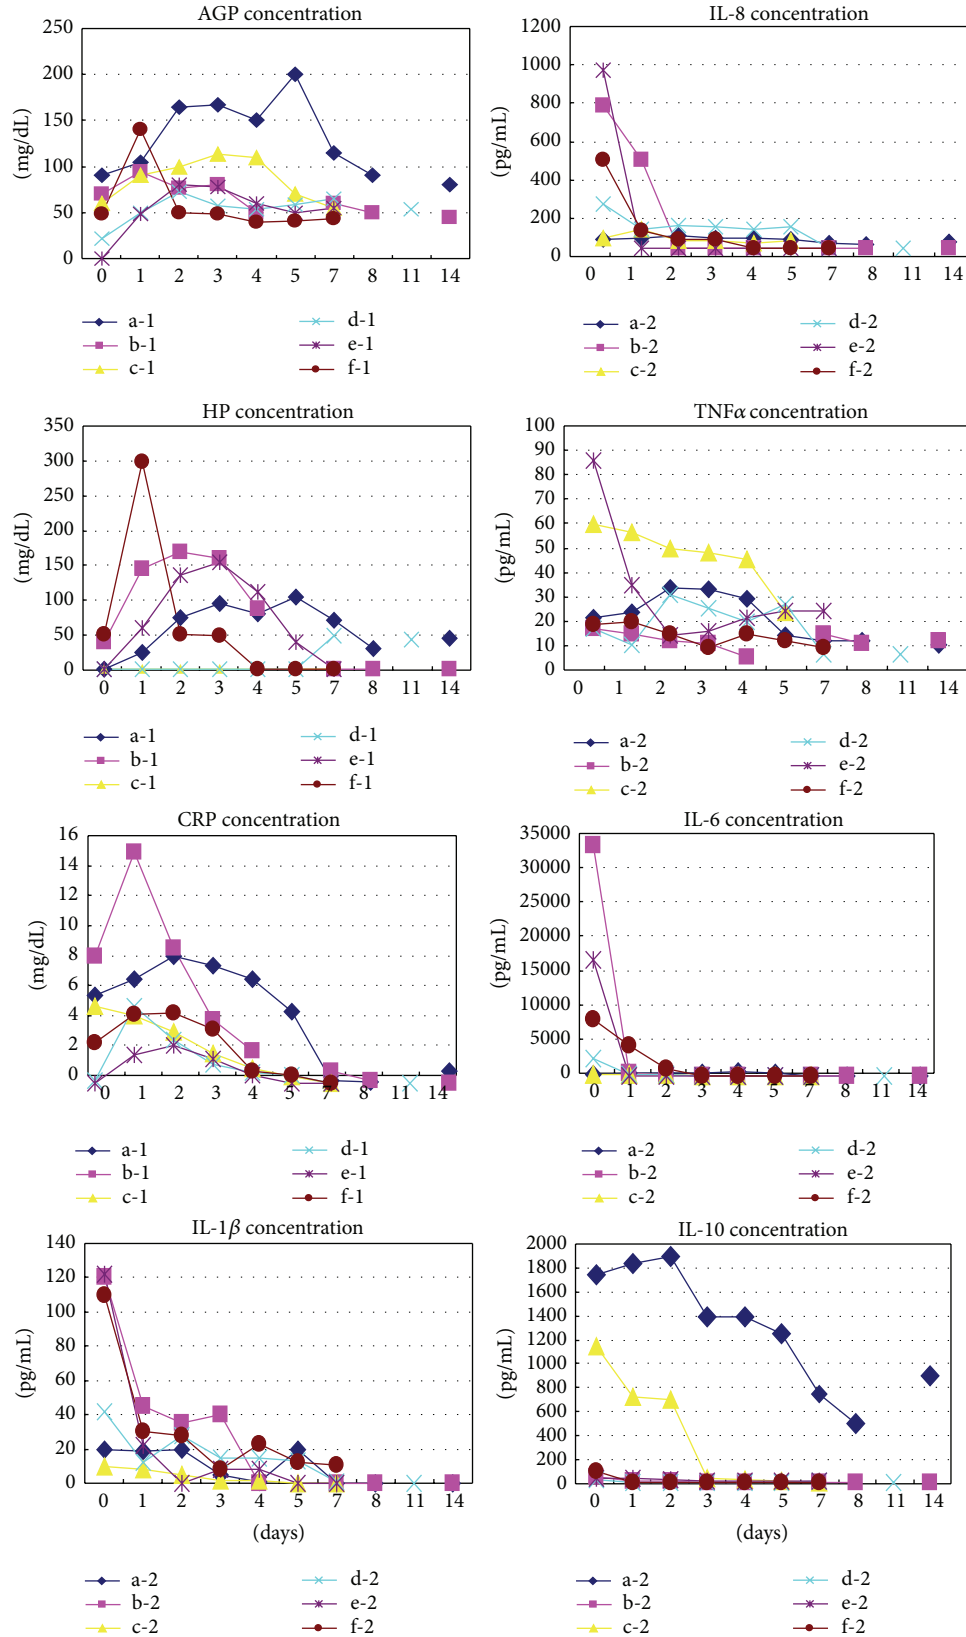 AGP concentration
250
200
150
100
50
0
(mg/dL)
0 1 2 3 4 5 7 8 11 14
a-1
b-1
c-1
d-1
e-1
f-1
IL-8 concentration
1200
1000
800
600
400
200
0
(pg/mL)
0 1 2 3 4 5 7 8 11 14
a-2
b-2
c-2
d-2
e-2
f-2
HP concentration
350
300
250
200
150
100
50
0
(mg/dL)
0 1 2 3 4 5 7 8 11 14
a-1
b-1
c-1
d-1
e-1
f-1
TNFα concentration
100
90
80
70
60
50
40
30
20
10
0
(pg/mL)
0 1 2 3 4 5 7 8 11 14
a-2
b-2
c-2
d-2
e-2
f-2
CRP concentration
16
14
12
10
8
6
4
2
0
(mg/dL)
0 1 2 3 4 5 7 8 11 14
a-1
b-1
c-1
d-1
e-1
f-1
IL-6 concentration
35000
30000
25000
20000
15000
10000
5000
0
(pg/mL)
0 1 2 3 4 5 7 8 11 14
a-2
b-2
c-2
d-2
e-2
f-2
IL-1β concentration
140
120
100
80
60
40
20
0
(pg/mL)
0 1 2 3 4 5 7 8 11 14
(days)
a-2
b-2
c-2
d-2
e-2
f-2
IL-10 concentration
2000
1800
1600
1400
1200
1000
800
600
400
200
0
(pg/mL)
0 1 2 3 4 5 7 8 11 14
(days)
a-2
b-2
c-2
d-2
e-2
f-2